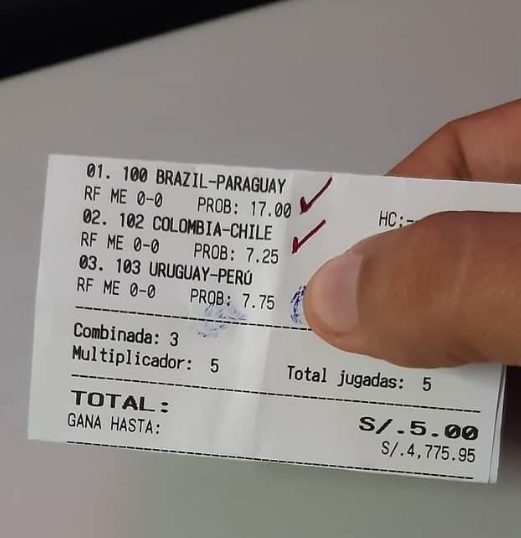 01. 100 BRAZIL-PARAGUAY
RF ME 0-0 PROB: 17.00 HC:-
02. 102 COLOMBIA-CHILE
RF ME 0-0 PROB: 7.25
03. 103 URUGUAY-PERÚ
RF ME 0-0 PROB: 7.75
Combinada: 3
Multiplicador: 5 Total jugadas: 5
TOTAL: S/.5.00
GANA HASTA: S/.4,775.95